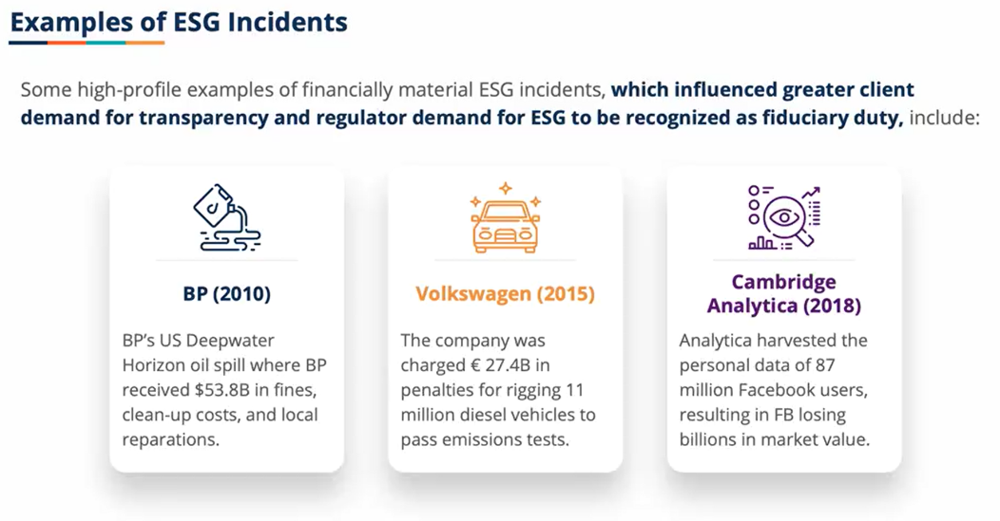 Examples of ESG Incidents
Some high-profile examples of financially material ESG incidents, which influenced greater client
demand for transparency and regulator demand for ESG to be recognized as fiduciary duty, include:
BP (2010)
BP's US Deepwater
Horizon oil spill where BP
received $53.8B in fines,
clean-up costs, and local
reparations.
Volkswagen (2015)
The company was
charged € 27.4B in
penalties for rigging 11
million diesel vehicles to
pass emissions tests.
Cambridge
Analytica (2018)
Analytica harvested the
personal data of 87
million Facebook users,
resulting in FB losing
billions in market value.